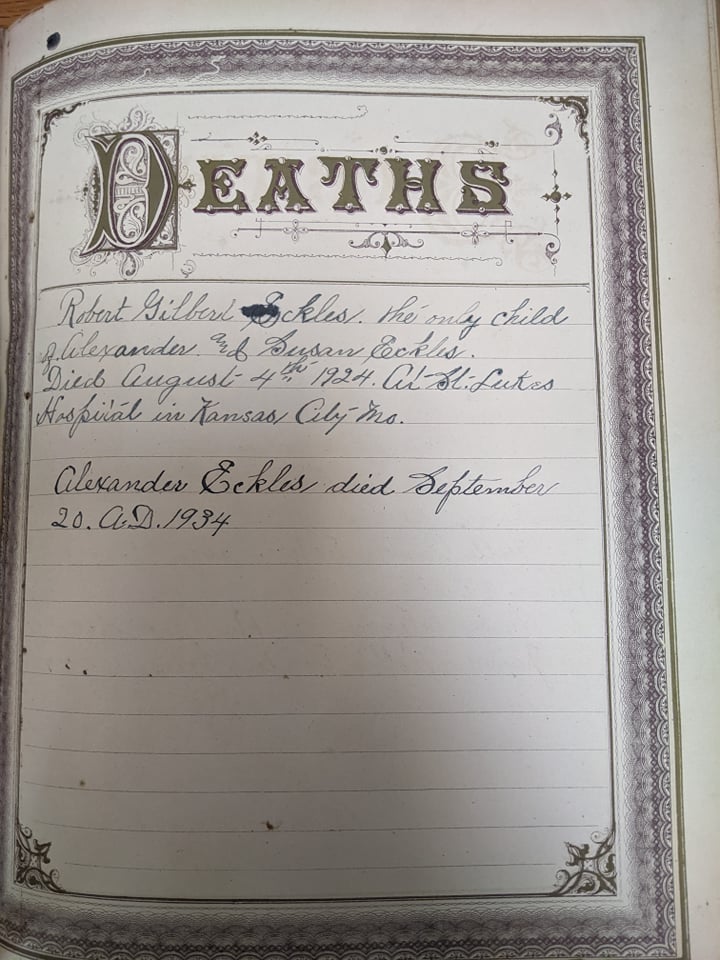 DEATHS
Robert Gilbert Eckles. the only child
of Alexander and Susan Eckles.
Died August 4th 1924. At St. Lukes
Hospital in Kansas City Mo.
Alexander Eckles died September
20. A.D. 1934